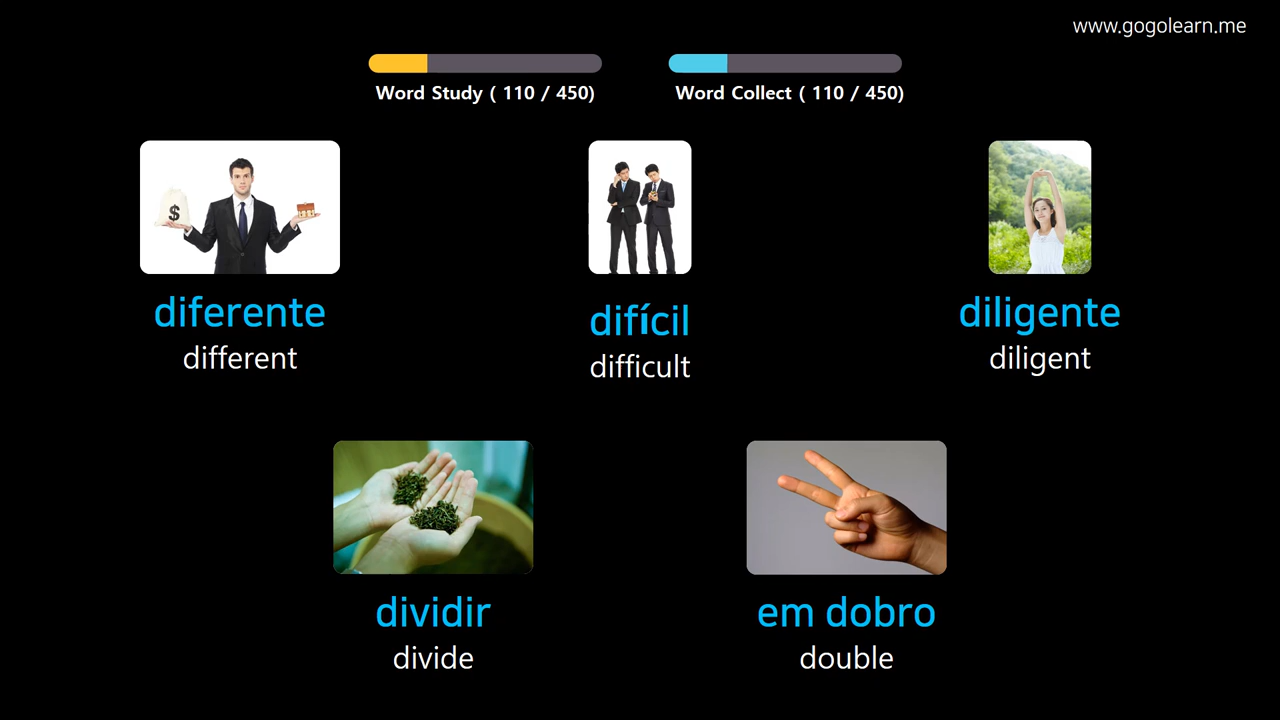 www.gogolearn.me
Word Study ( 110 / 450)
Word Collect ( 110 / 450)
$
diferente
different
difícil
difficult
diligente
diligent
dividir
divide
em dobro
double